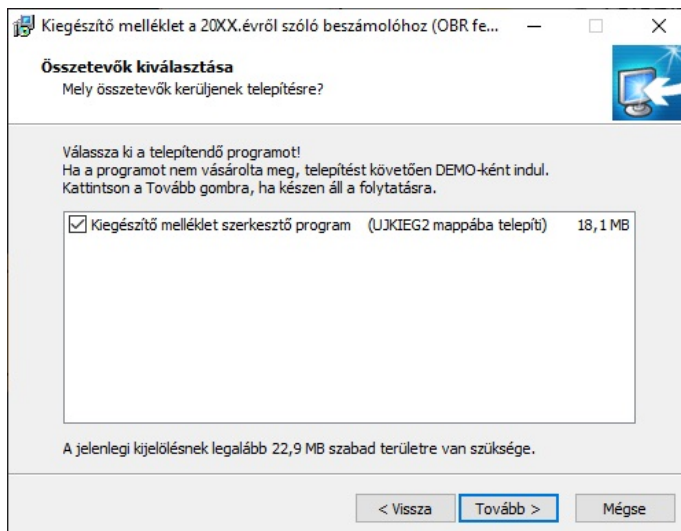 Kiegészítő melléklet a 20XX.évről szóló beszámolóhoz (OBR fe...
Összetevők kiválasztása
Mely összetevők kerüljenek telepítésre?
Válassza ki a telepítendő programot!
Ha a programot nem vásárolta meg, telepítést követően DEMO-ként indul.
Kattintson a Tovább gombra, ha készen áll a folytatásra.
Kiegészítő melléklet szerkesztő program (UJKIEG2 mappába telepíti) 18,1 MB
A jelenlegi kijelölésnek legalább 22,9 MB szabad területre van szüksége.
< Vissza Tovább > Mégse